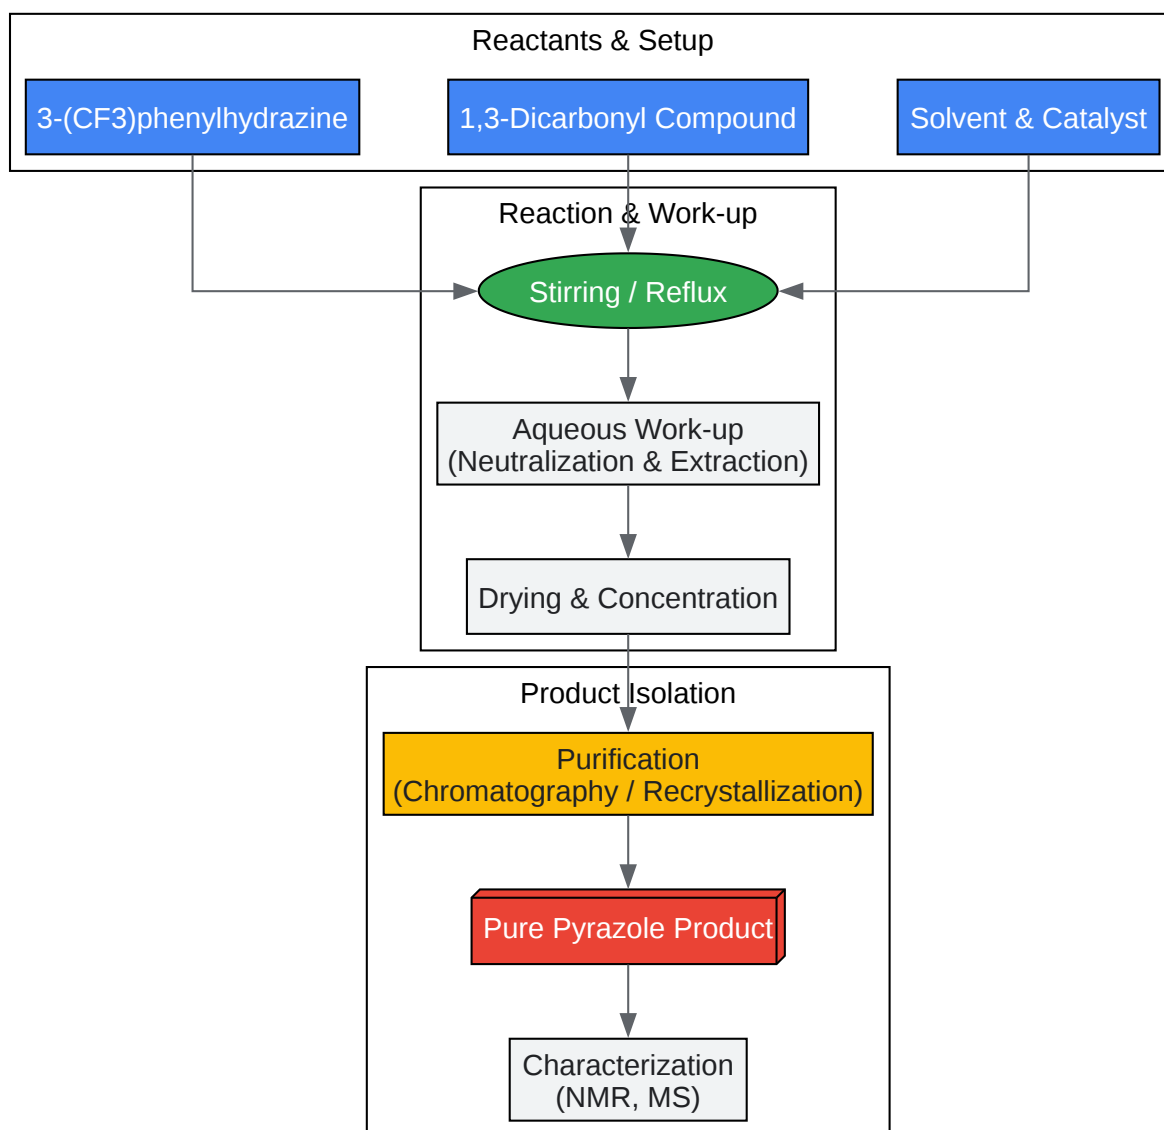 Reactants & Setup
3-(CF3)phenylhydrazine
1,3-Dicarbonyl Compound
Solvent & Catalyst
Reaction & Work-up
Stirring / Reflux
Aqueous Work-up
(Neutralization & Extraction)
Drying & Concentration
Product Isolation
Purification
(Chromatography / Recrystallization)
Pure Pyrazole Product
Characterization
(NMR, MS)